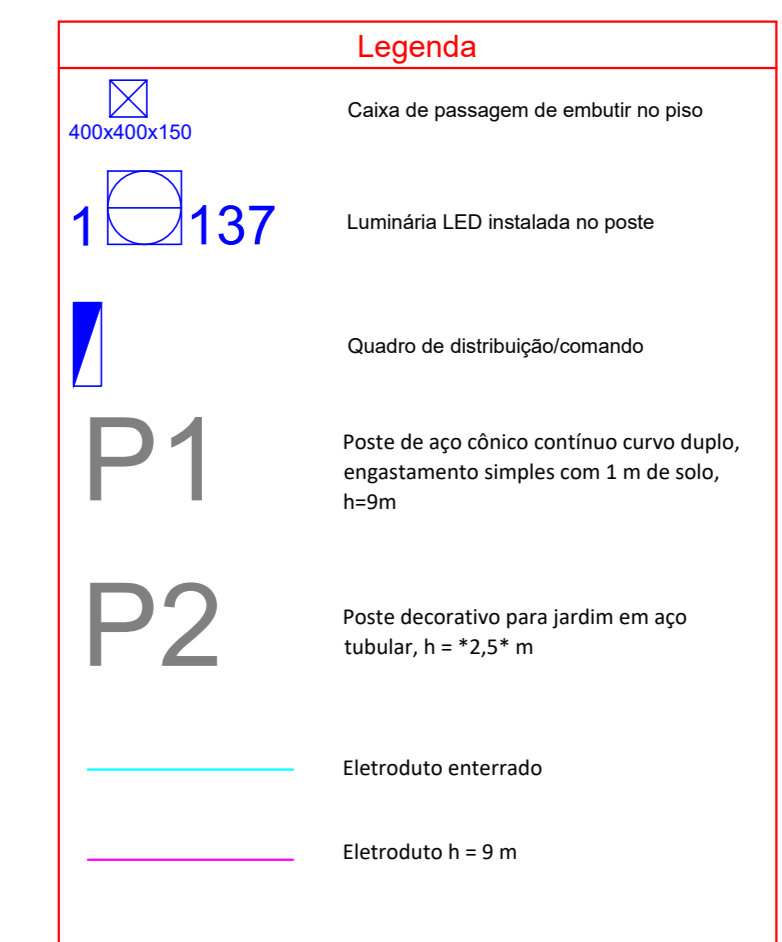 Legenda
400x400x150
Caixa de passagem de embutir no piso
1 137
Luminária LED instalada no poste
Quadro de distribuição/comando
P1
Poste de aço cônico contínuo curvo duplo,
engastamento simples com 1 m de solo,
h=9m
P2
Poste decorativo para jardim em aço
tubular, h = *2,5* m
Eletroduto enterrado
Eletroduto h = 9 m